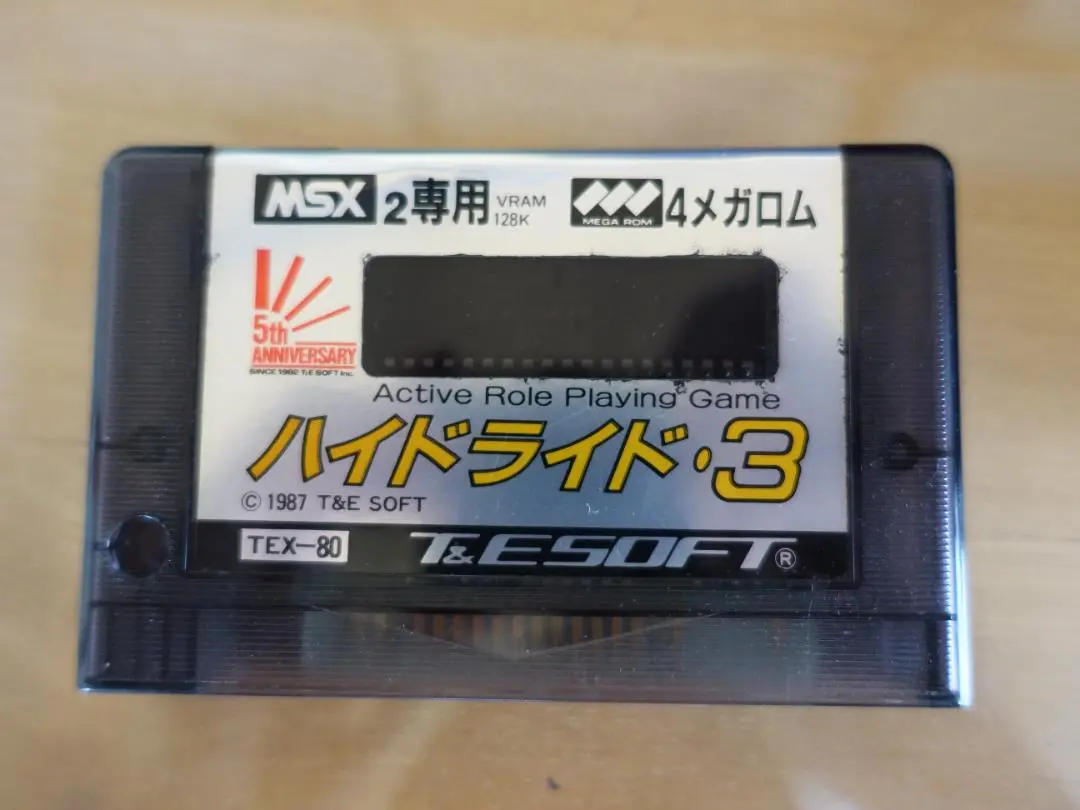 MSX 2専用 VRAM 128K MEGA ROM 4メガロム
5th
ANNIVERSARY
SINCE 1982 T&E SOFT Inc.
Active Role Playing Game
ハイドライド・3
© 1987 T&E SOFT
TEX-80 T&E SOFT ®